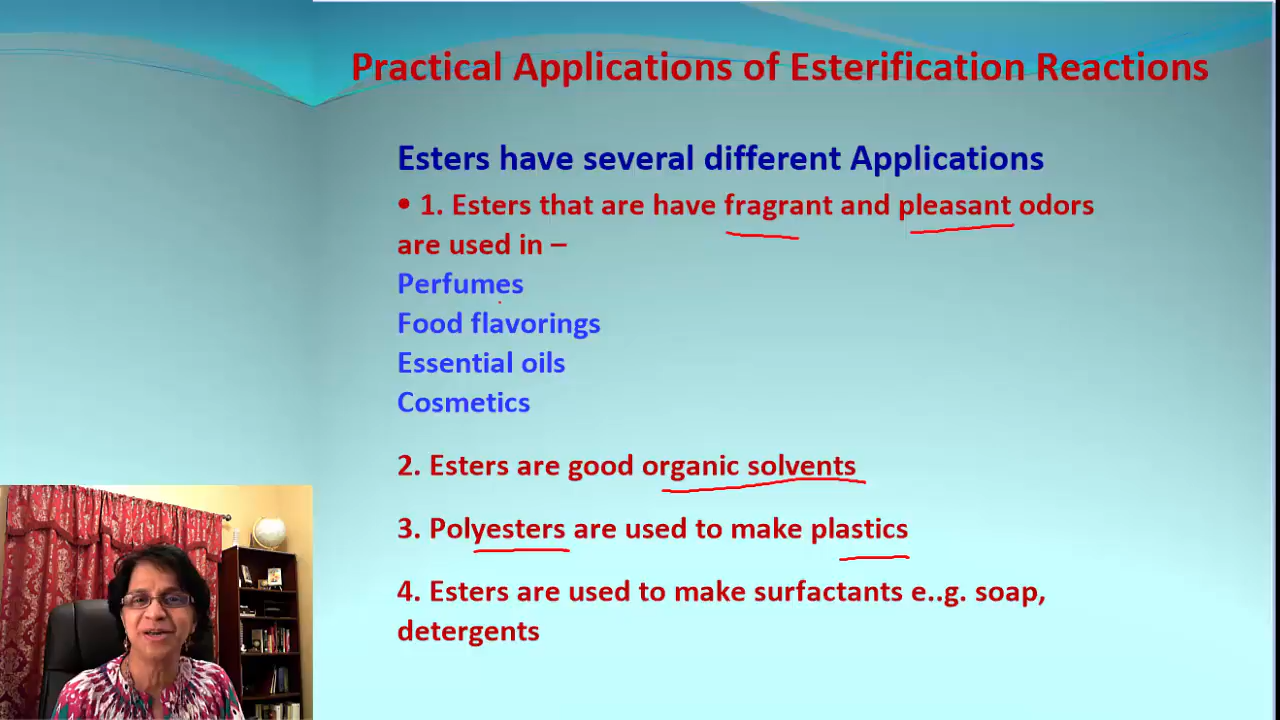 Practical Applications of Esterification Reactions
Esters have several different Applications
• 1. Esters that are have fragrant and pleasant odors
are used in –
Perfumes
Food flavorings
Essential oils
Cosmetics
2. Esters are good organic solvents
3. Polyesters are used to make plastics
4. Esters are used to make surfactants e..g. soap,
detergents